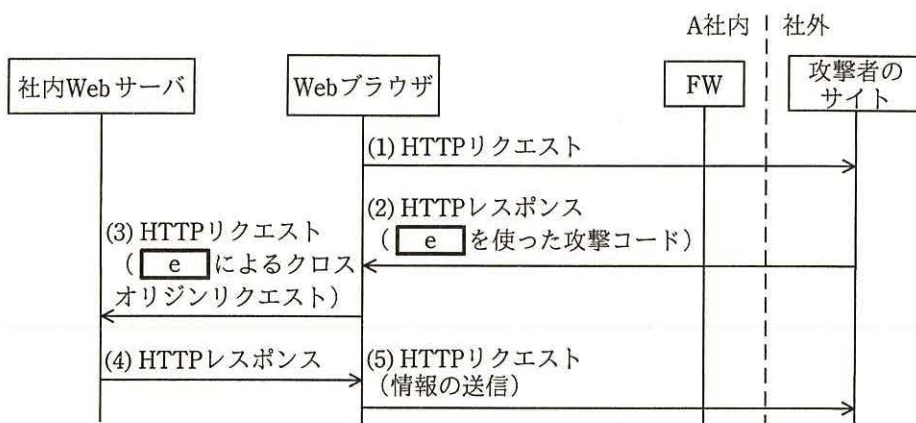 A社内 社外
社内Webサーバ
Webブラウザ
FW
攻撃者の
サイト
(1) HTTPリクエスト
(2) HTTPレスポンス
( e を使った攻撃コード)
(3) HTTPリクエスト
( e によるクロス
オリジンリクエスト)
(4) HTTPレスポンス
(5) HTTPリクエスト
(情報の送信)